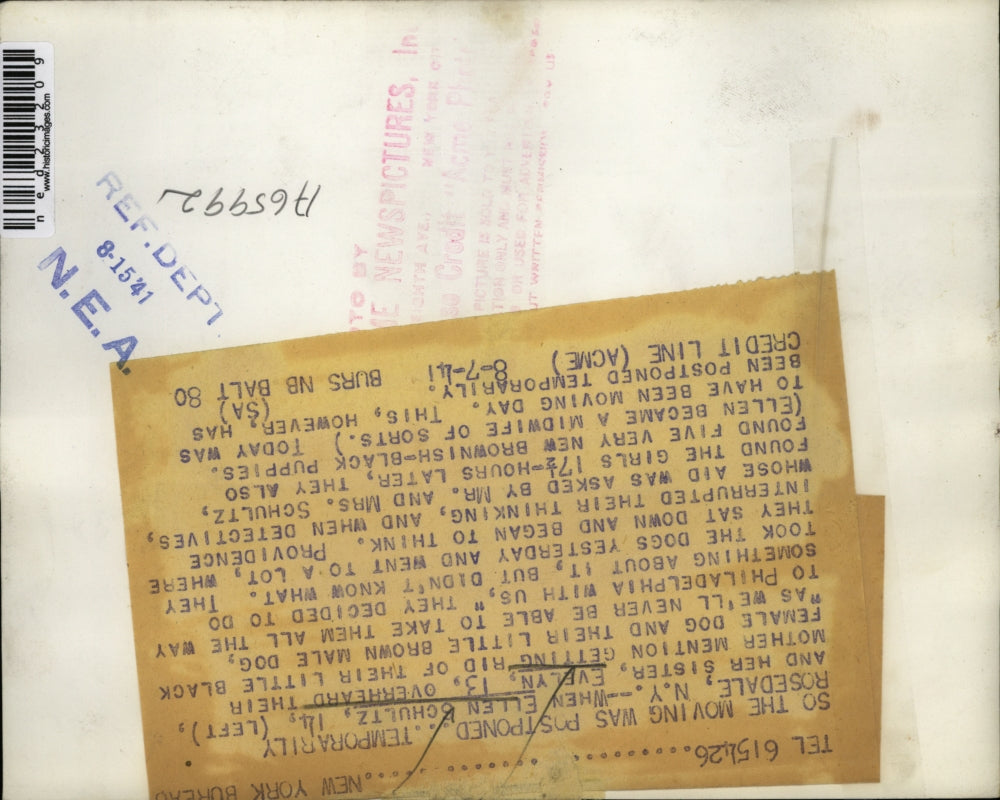 ned23209
www.historicimages.com
REF. DEPT
8-15'41
N.E.A.
A65992
NEWSPICTURES,
Credit "Acme
NEW YORK
NEW YORK BUREAU
TEL 615426
SO THE MOVING WAS POSTPONED...TEMPORARILY
ROSEDALE, N.Y.--WHEN ELLEN SCHULTZ, 14, (LEFT),
AND HER SISTER, EVELYN, 13, OVERHEARD THEIR
MOTHER MENTION GETTING RID OF THEIR LITTLE BLACK
FEMALE DOG AND THEIR LITTLE BROWN MALE DOG,
"AS WE'LL NEVER BE ABLE TO TAKE THEM ALL THE WAY
TO PHILADELPHIA WITH US," THEY DECIDED TO DO
SOMETHING ABOUT IT, BUT DIDN'T KNOW WHAT. THEY
TOOK THE DOGS YESTERDAY AND WENT TO A LOT, WHERE
THEY SAT DOWN AND BEGAN TO THINK. PROVIDENCE
INTERRUPTED THEIR THINKING, AND WHEN DETECTIVES,
WHOSE AID WAS ASKED BY MR. AND MRS. SCHULTZ,
FOUND THE GIRLS 17½-HOURS LATER, THEY ALSO
FOUND FIVE VERY NEW BROWNISH-BLACK PUPPIES.
(ELLEN BECAME A MIDWIFE OF SORTS.) TODAY WAS
TO HAVE BEEN MOVING DAY. THIS, HOWEVER, HAS
BEEN POSTPONED TEMPORARILY. (SA)
CREDIT LINE (ACME) 8-7-41 BURS NB BALT 80